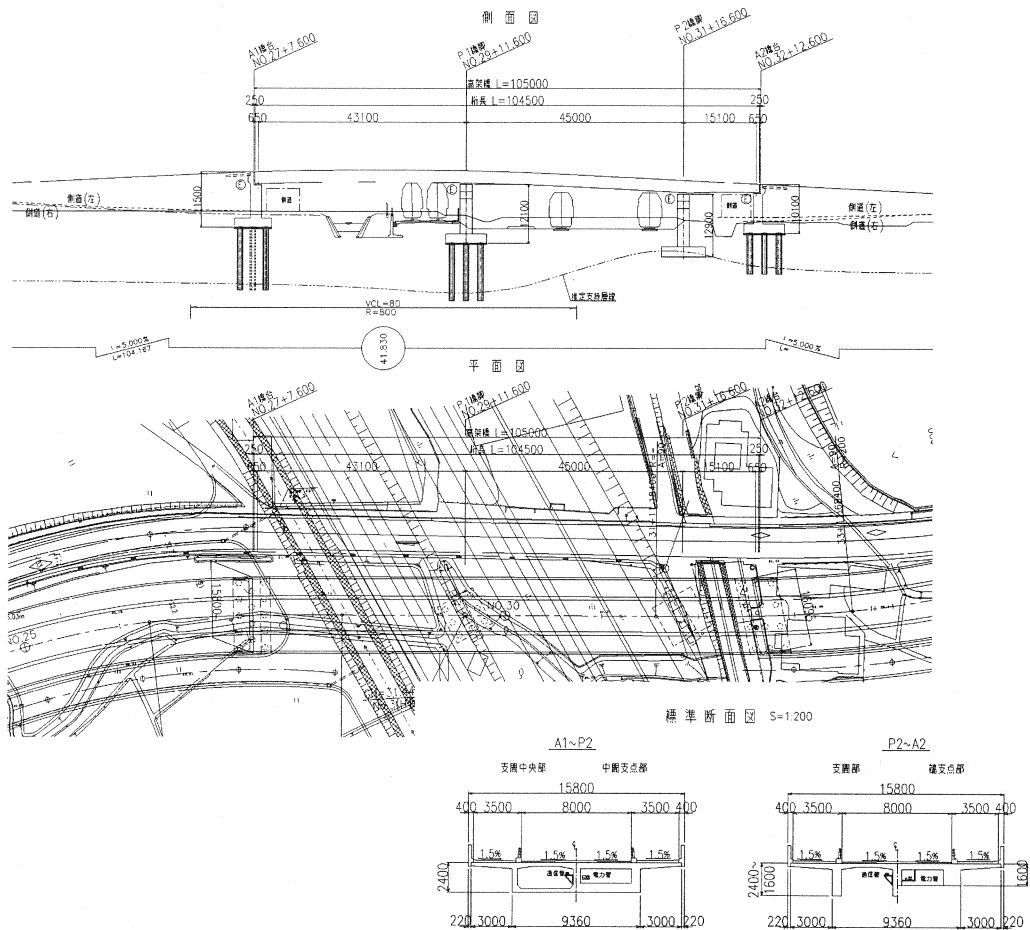 側面図
A1橋台
NO.27+7.600
P1橋脚
NO.29+11.600
P2橋脚
NO.31+16.600
A2橋台
NO.32+12.600
高架橋 L=105000
250
桁長 L=104500
250
650
43100
45000
15100
650
側道(左)
側道(右)
1500
E
側道
E
12100
E
12900
側道
E
10100
側道(左)
側道(右)
推定支持層線
VCL=80
R=500
i=5.000%
L=104.167
41.830
i=5.000%
L=
平面図
A1橋台
NO.27+7.600
P1橋脚
NO.29+11.600
P2橋脚
NO.31+16.600
高架橋 L=105000
250
桁長 L=104500
250
650
43100
45000
15100
650
A=90
R=200
15800
NO.30
NO.25
標準断面図 S=1:200
A1~P2
支間中央部 中間支点部
15800
400 3500 8000 3500 400
1.5% 1.5% 1.5% 1.5%
2400
通信管 電力管
220 3000 9360 3000 220
P2~A2
支間部 端支点部
15800
400 3500 8000 3500 400
1.5% 1.5% 1.5% 1.5%
2400~
1600
通信管 電力管
1600
220 3000 9360 3000 220